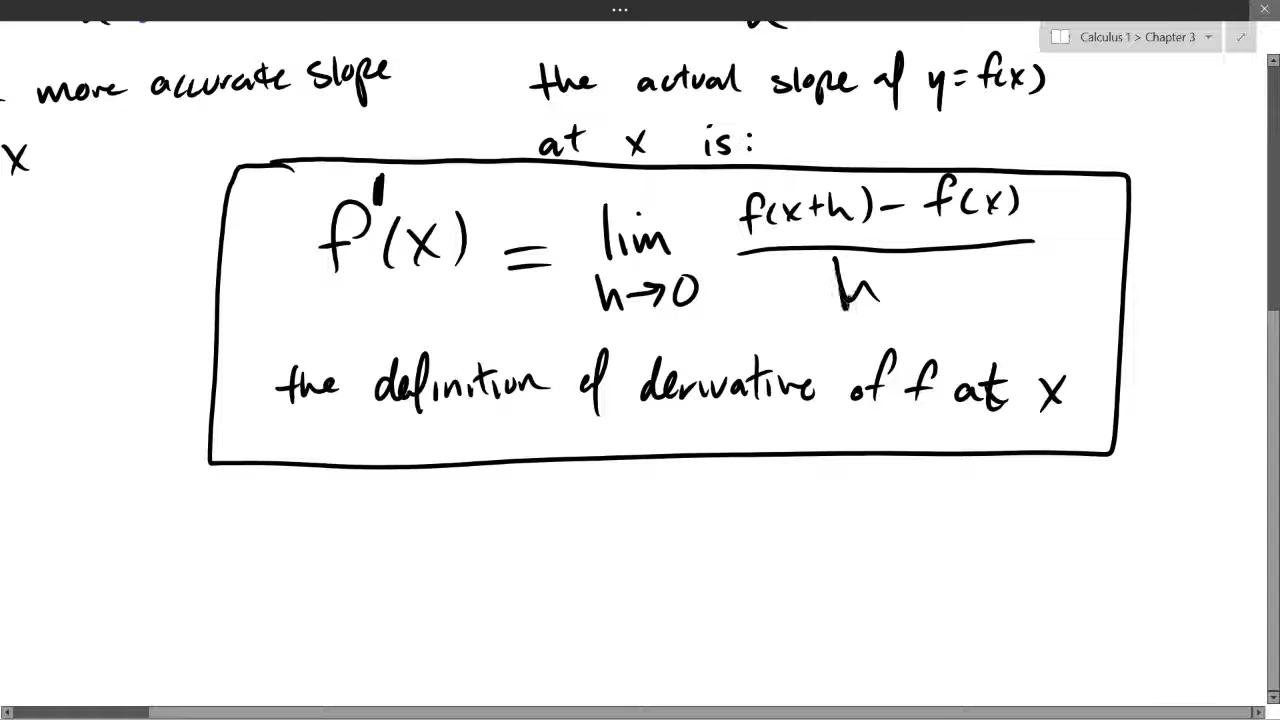 Calculus 1 > Chapter 3
more accurate slope
x
the actual slope of y=f(x)
at x is:
f'(x) = lim h→0 f(x+h) - f(x) / h
the definition of derivative of f at x